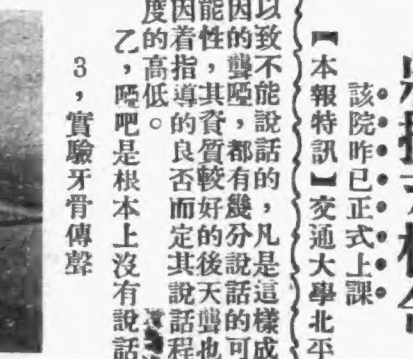 該院昨已正式上課
【本報特訊】交通大學北平
以致不能說話的，凡是這樣成
因的聾啞，都有幾分說話的可
能性，其資質較好的後天聾也
因着指導的良否而定其說話程
度的高低。
乙，啞吧是根本上沒有說話
3，實驗牙骨傳聲